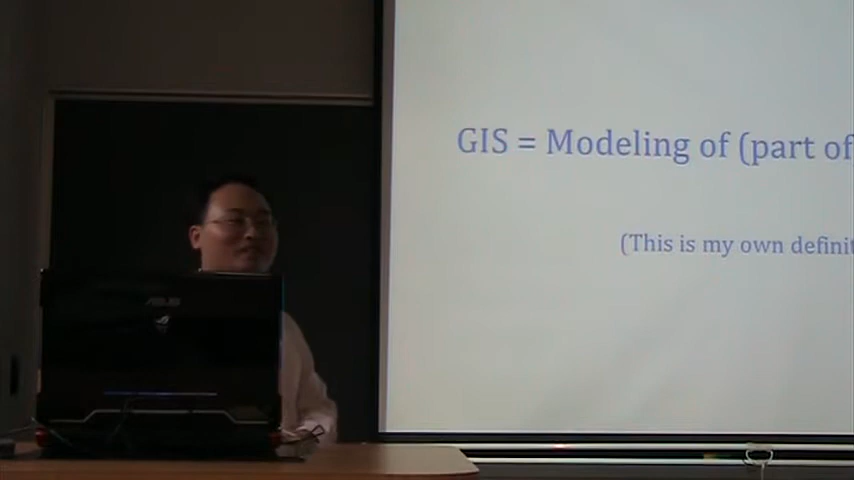 GIS = Modeling of (part of
(This is my own definit
ASUS